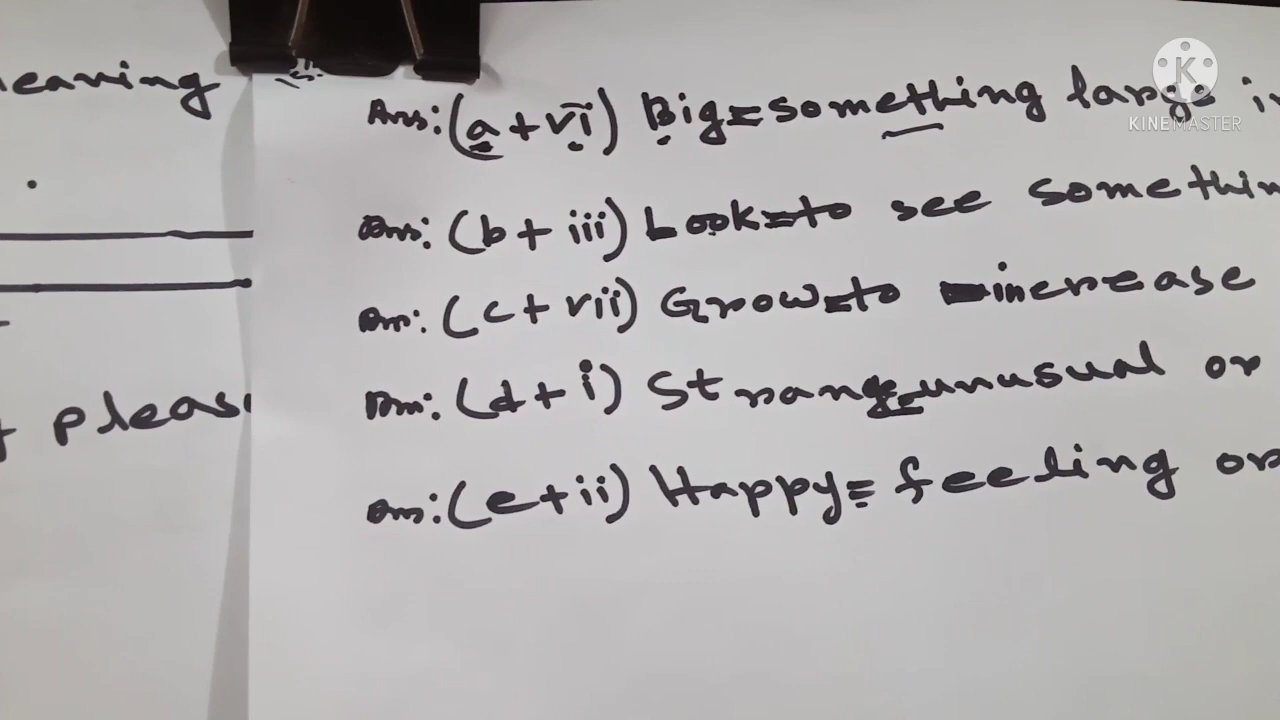 eaning
Ans: (a + vi) Big = something large
Ans: (b + iii) Look = to see somethin
Ans: (c + vii) Grow = to increase
Ans: (d + i) Strange = unusual or
pleas
Ans: (e + ii) Happy = feeling or
KINEMASTER